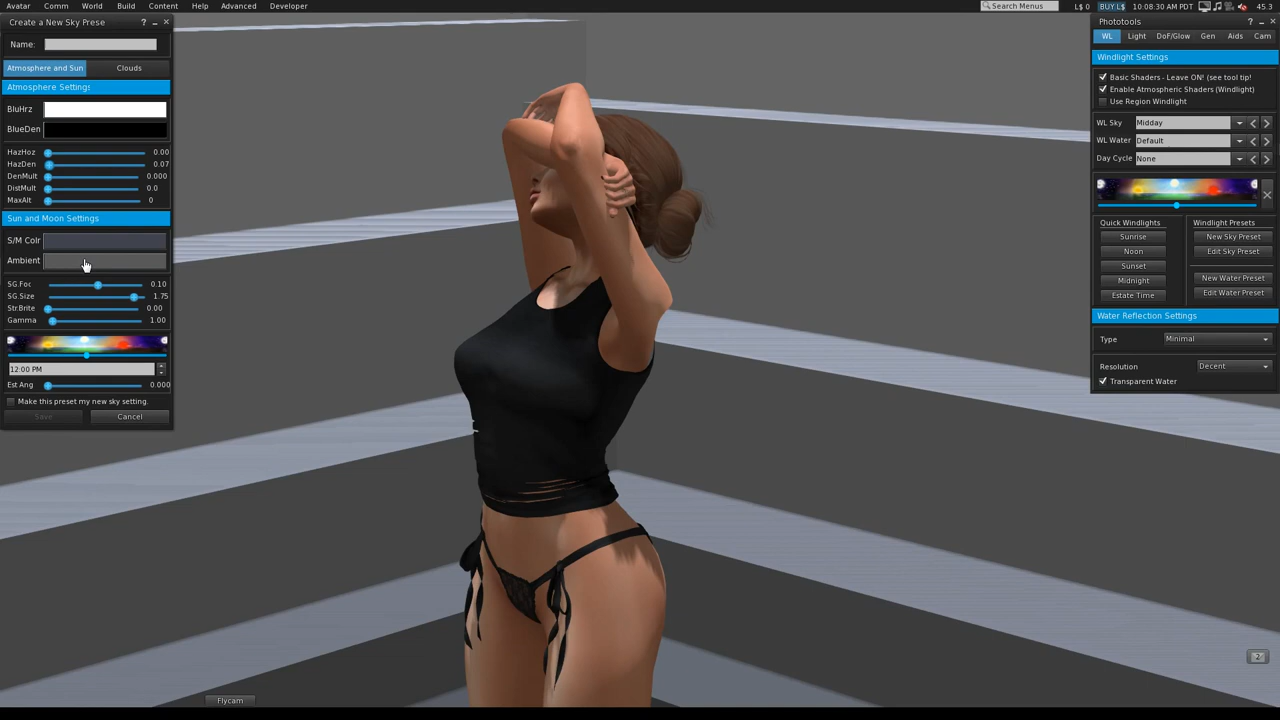 Avatar Comm World Build Content Help Advanced Developer
Search Menus L$ 0 BUY L$ 10:08:30 AM PDT 45.3
Create a New Sky Prese ?
Name:
Atmosphere and Sun Clouds
Atmosphere Settings
BluHrz
BlueDen
HazHoz 0.00
HazDen 0.07
DenMult 0.000
DistMult 0.0
MaxAlt 0
Sun and Moon Settings
S/M Colr
Ambient
SG.Foc 0.10
SG.Size 1.75
Str.Brite 0.00
Gamma 1.00
12:00 PM
Est Ang 0.000
Make this preset my new sky setting.
Save Cancel
Flycam
Phototools ?
WL Light DoF/Glow Gen Aids Cam
Windlight Settings
Basic Shaders - Leave ON! (see tool tip!
Enable Atmospheric Shaders (Windlight)
Use Region Windlight
WL Sky Midday
WL Water Default
Day Cycle None
Quick Windlights Windlight Presets
Sunrise New Sky Preset
Noon Edit Sky Preset
Sunset
Midnight New Water Preset
Estate Time Edit Water Preset
Water Reflection Settings
Type Minimal
Resolution Decent
Transparent Water